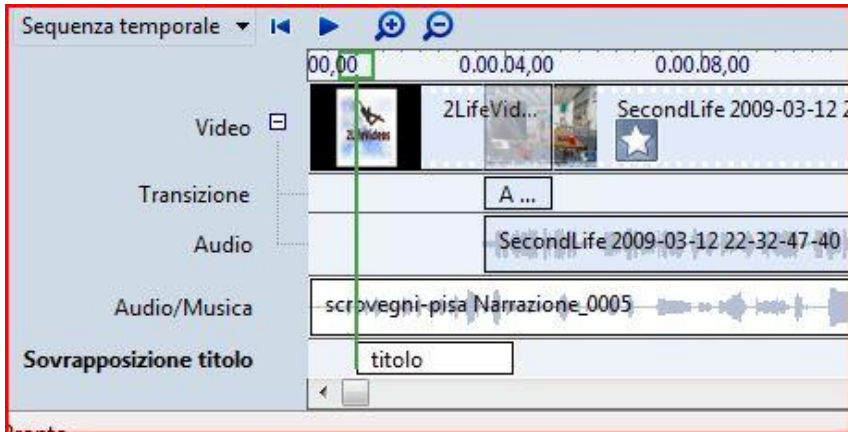 Sequenza temporale
00,00 0.00.04,00 0.00.08,00
Video 2LifeVideos 2LifeVid... SecondLife 2009-03-12 2
Transizione A ...
Audio SecondLife 2009-03-12 22-32-47-40
Audio/Musica scrovegni-pisa Narrazione_0005
Sovrapposizione titolo titolo